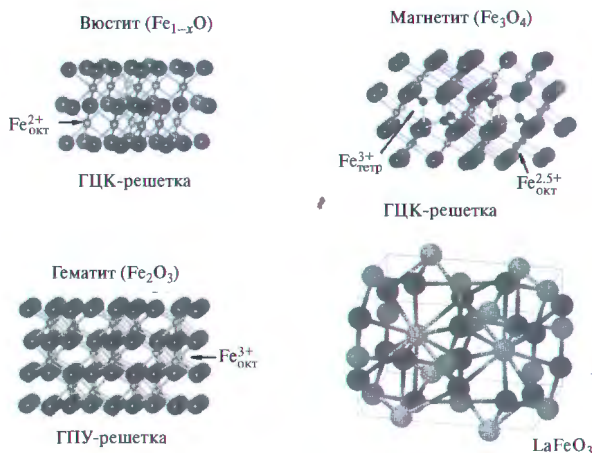 Вюстит (Fe1–xO)
Fe2+окт
ГЦК-решетка
Магнетит (Fe3O4)
Fe3+тетр
Fe2.5+окт
ГЦК-решетка
Гематит (Fe2O3)
Fe3+окт
ГПУ-решетка
LaFeO3